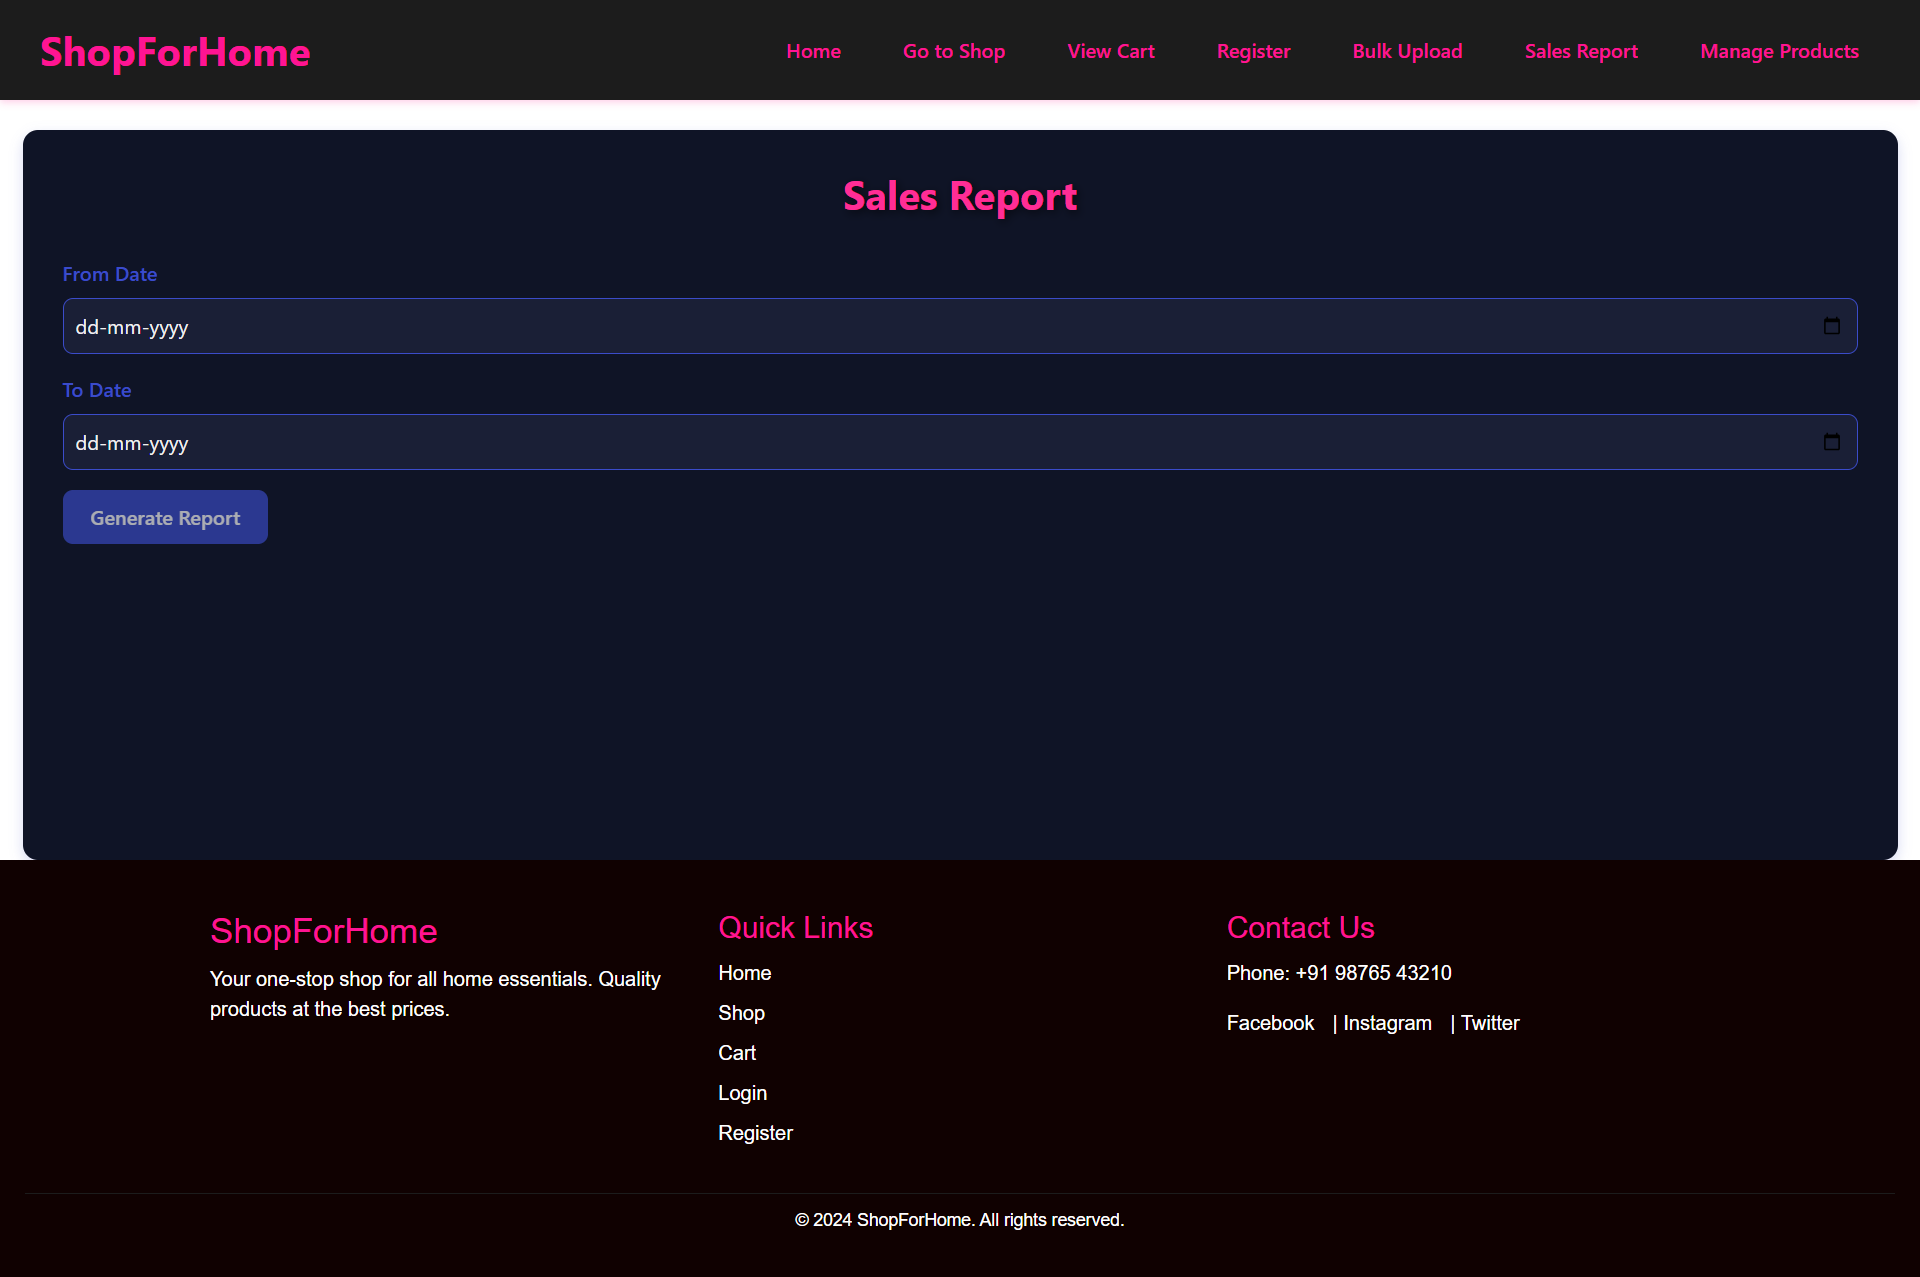 ShopForHome
Home Go to Shop View Cart Register Bulk Upload Sales Report Manage Products
Sales Report
From Date
dd-mm-yyyy
To Date
dd-mm-yyyy
Generate Report
ShopForHome
Your one-stop shop for all home essentials. Quality
products at the best prices.
Quick Links
Home
Shop
Cart
Login
Register
Contact Us
Phone: +91 98765 43210
Facebook | Instagram | Twitter
© 2024 ShopForHome. All rights reserved.